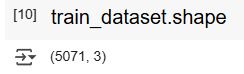 [10] train_dataset.shape
(5071, 3)